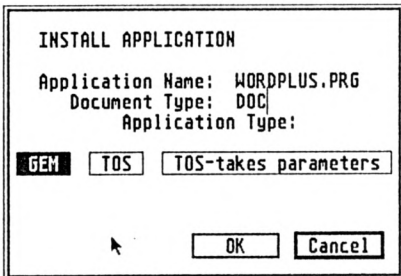 INSTALL APPLICATION
Application Name: WORDPLUS.PRG
Document Type: DOC
Application Type:
GEM TOS TOS-takes parameters
OK Cancel